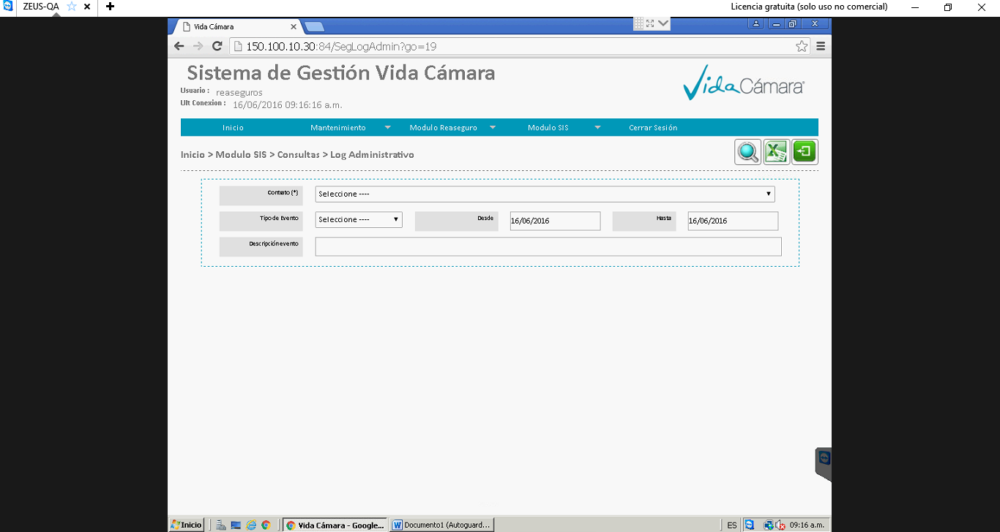 ZEUS-QA
Licencia gratuita (solo uso no comercial)
Vida Cámara
150.100.10.30:84/SegLogAdmin?go=19
Sistema de Gestión Vida Cámara
Usuario : reaseguros
Ult Conexion : 16/06/2016 09:16:16 a.m.
Vida Cámara
Inicio Mantenimiento Modulo Reaseguro Modulo SIS Cerrar Sesión
Inicio > Modulo SIS > Consultas > Log Administrativo
Contrato (*) Seleccione ----
Tipo de Evento Seleccione ---- Desde 16/06/2016 Hasta 16/06/2016
Descripción evento
Inicio Vida Cámara - Google... Documento1 (Autoguard... ES 09:16 a.m.